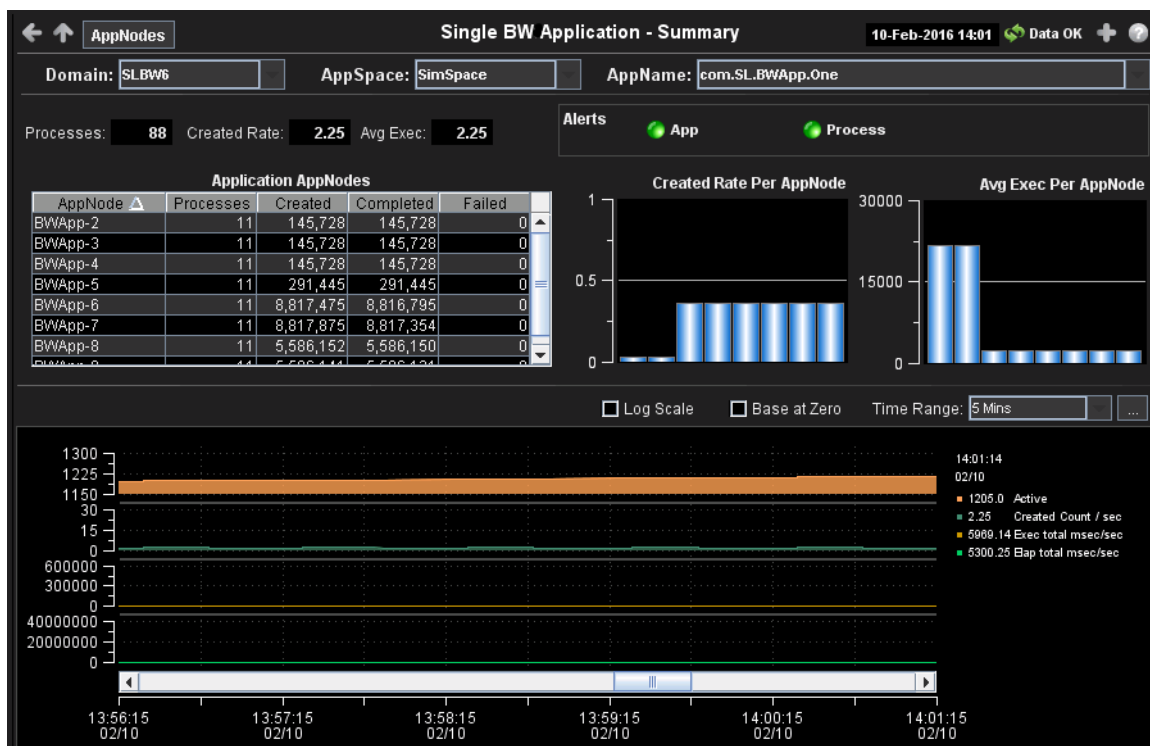 AppNodes Single BW Application - Summary 10-Feb-2016 14:01 Data OK
Domain: SLBW6 AppSpace: SimSpace AppName: com.SL.BWApp.One
Processes: 88 Created Rate: 2.25 Avg Exec: 2.25
Alerts App Process
Application AppNodes
AppNode Processes Created Completed Failed
BWApp-2 11 145,728 145,728 0
BWApp-3 11 145,728 145,728 0
BWApp-4 11 145,728 145,728 0
BWApp-5 11 291,445 291,445 0
BWApp-6 11 8,817,475 8,816,795 0
BWApp-7 11 8,817,875 8,817,354 0
BWApp-8 11 5,586,152 5,586,150 0
Created Rate Per AppNode
1
0.5
0
Avg Exec Per AppNode
30000
15000
0
Log Scale Base at Zero Time Range: 5 Mins ...
1300
1225
1150
30
15
0
600000
300000
0
40000000
20000000
0
14:01:14
02/10
1205.0 Active
2.25 Created Count / sec
5969.14 Exec total msec/sec
5300.25 Elap total msec/sec
13:56:15 13:57:15 13:58:15 13:59:15 14:00:15 14:01:15
02/10 02/10 02/10 02/10 02/10 02/10